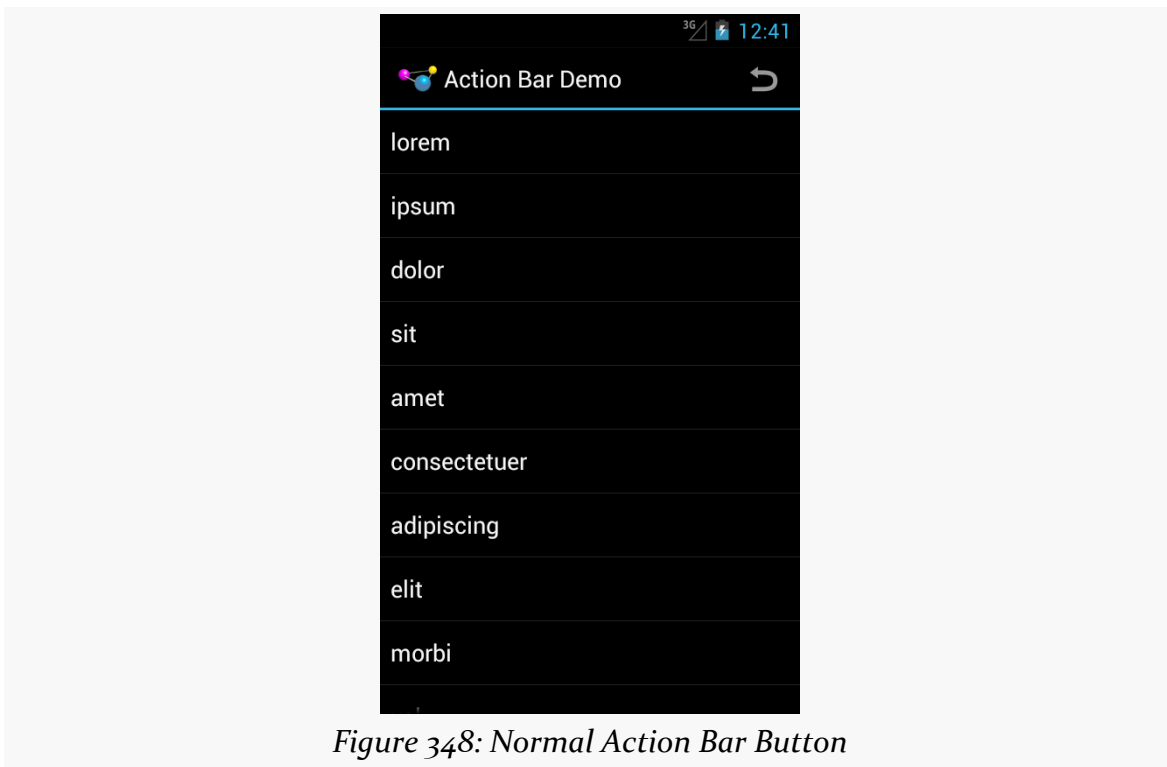 3G 12:41
Action Bar Demo
lorem
ipsum
dolor
sit
amet
consectetuer
adipiscing
elit
morbi
Figure 348: Normal Action Bar Button